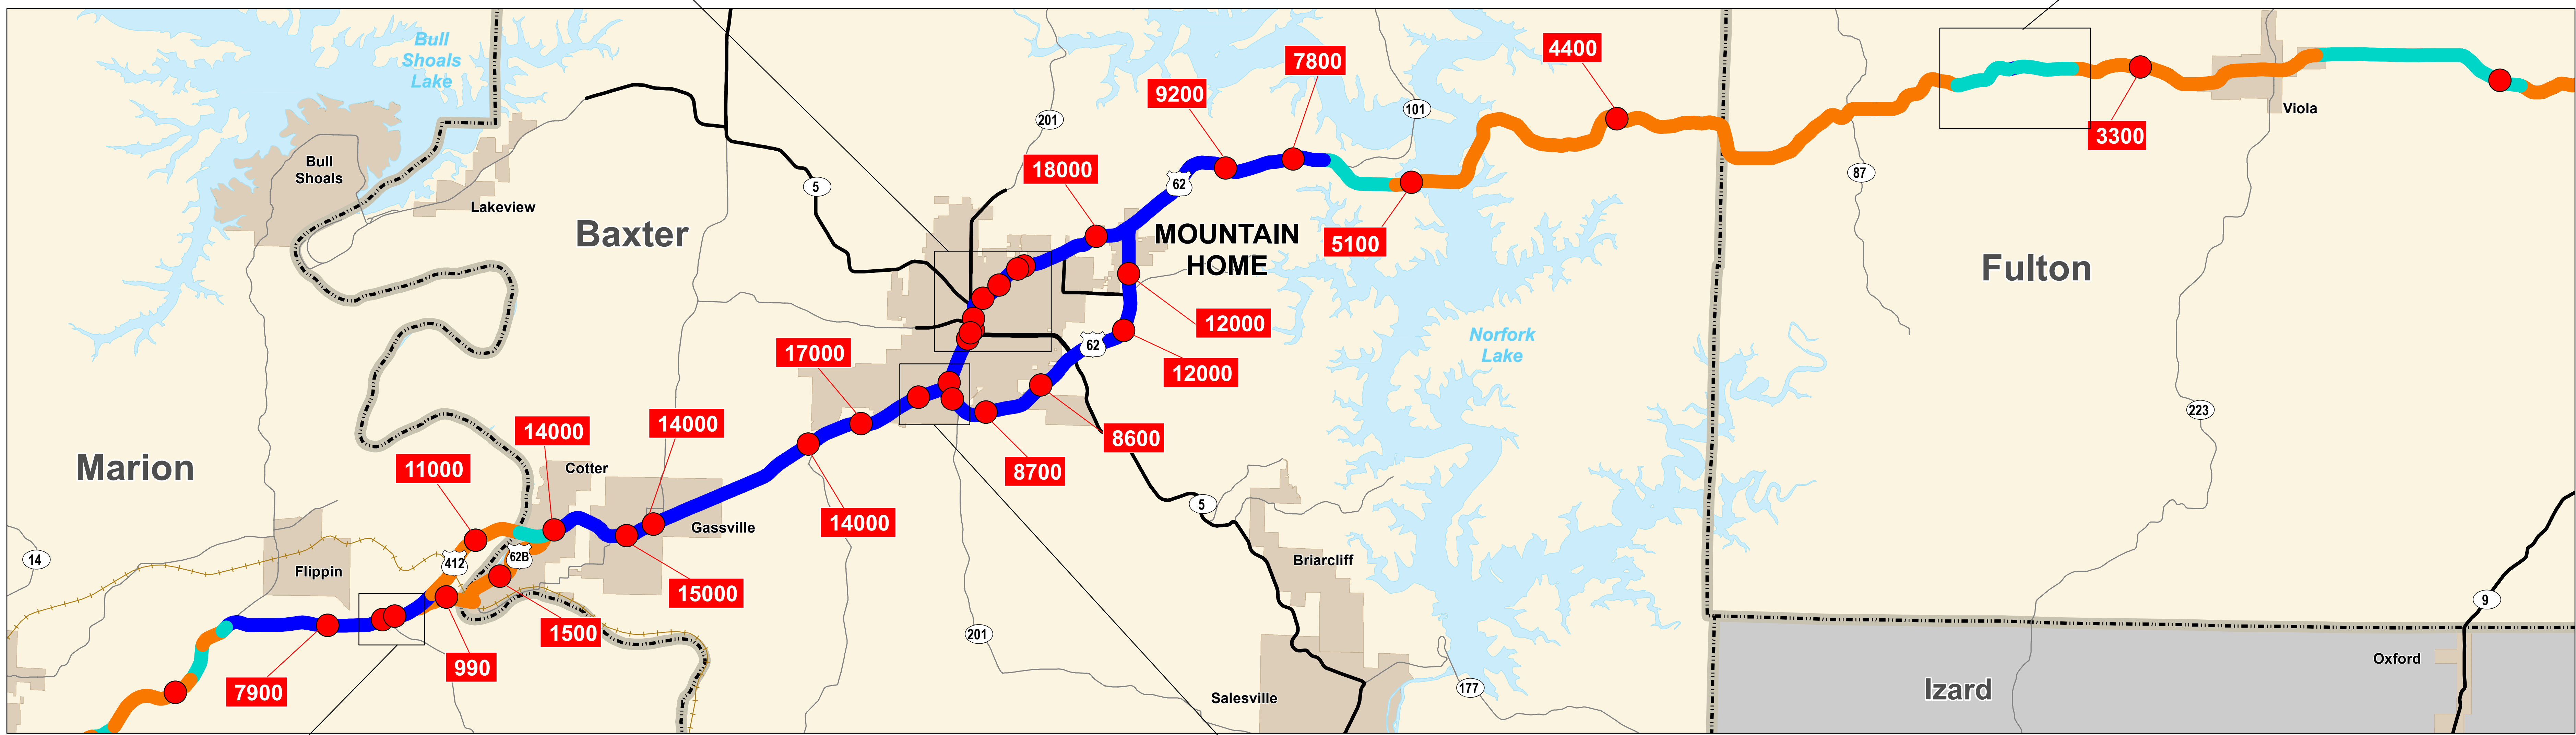 Bull
Shoals
Lake
4400
7800
9200
101
201
Viola
3300
Bull
Shoals
18000
87
5
62
Lakeview
Baxter
MOUNTAIN
HOME
5100
Fulton
12000
Norfork
Lake
62
17000
12000
223
14000
14000
8600
11000
Cotter
Marion
8700
5
Gassville
14000
14
412
62B
Briarcliff
Flippin
15000
9
1500
201
990
Oxford
7900
177
Izard
Salesville